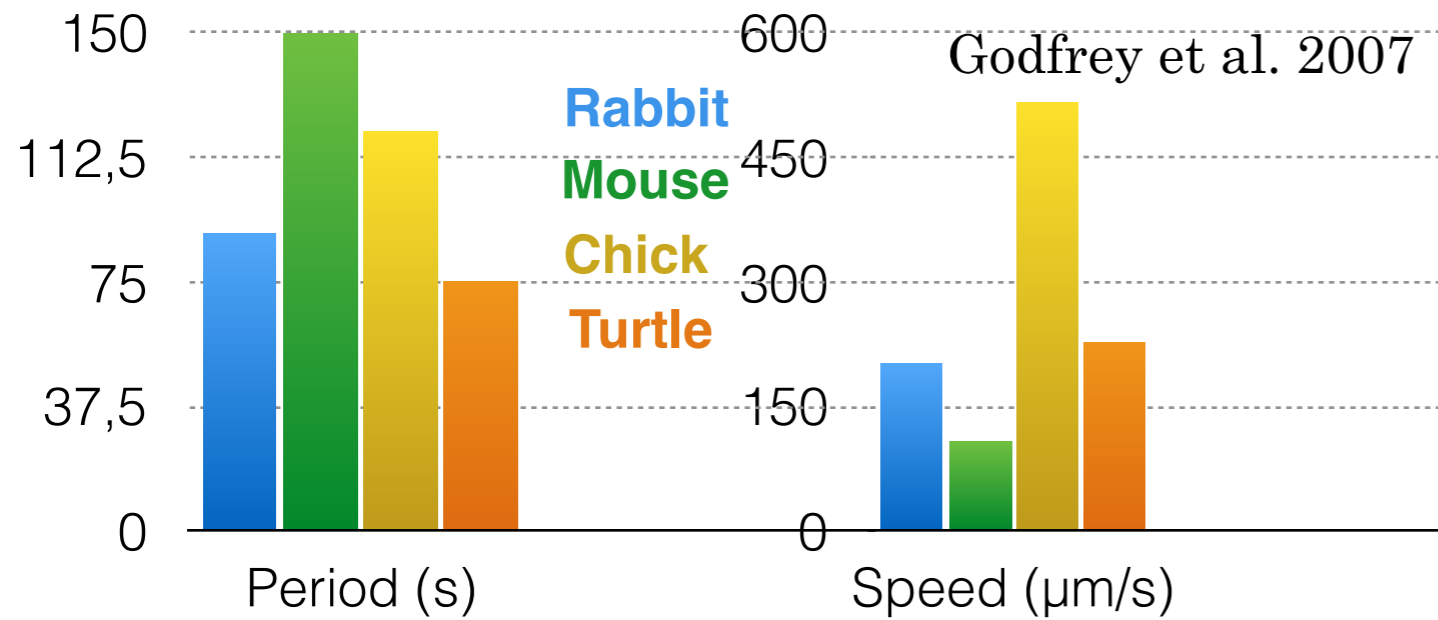 150
112,5
75
37,5
0
Period (s)
Rabbit
Mouse
Chick
Turtle
600
450
300
150
0
Speed (μm/s)
Godfrey et al. 2007